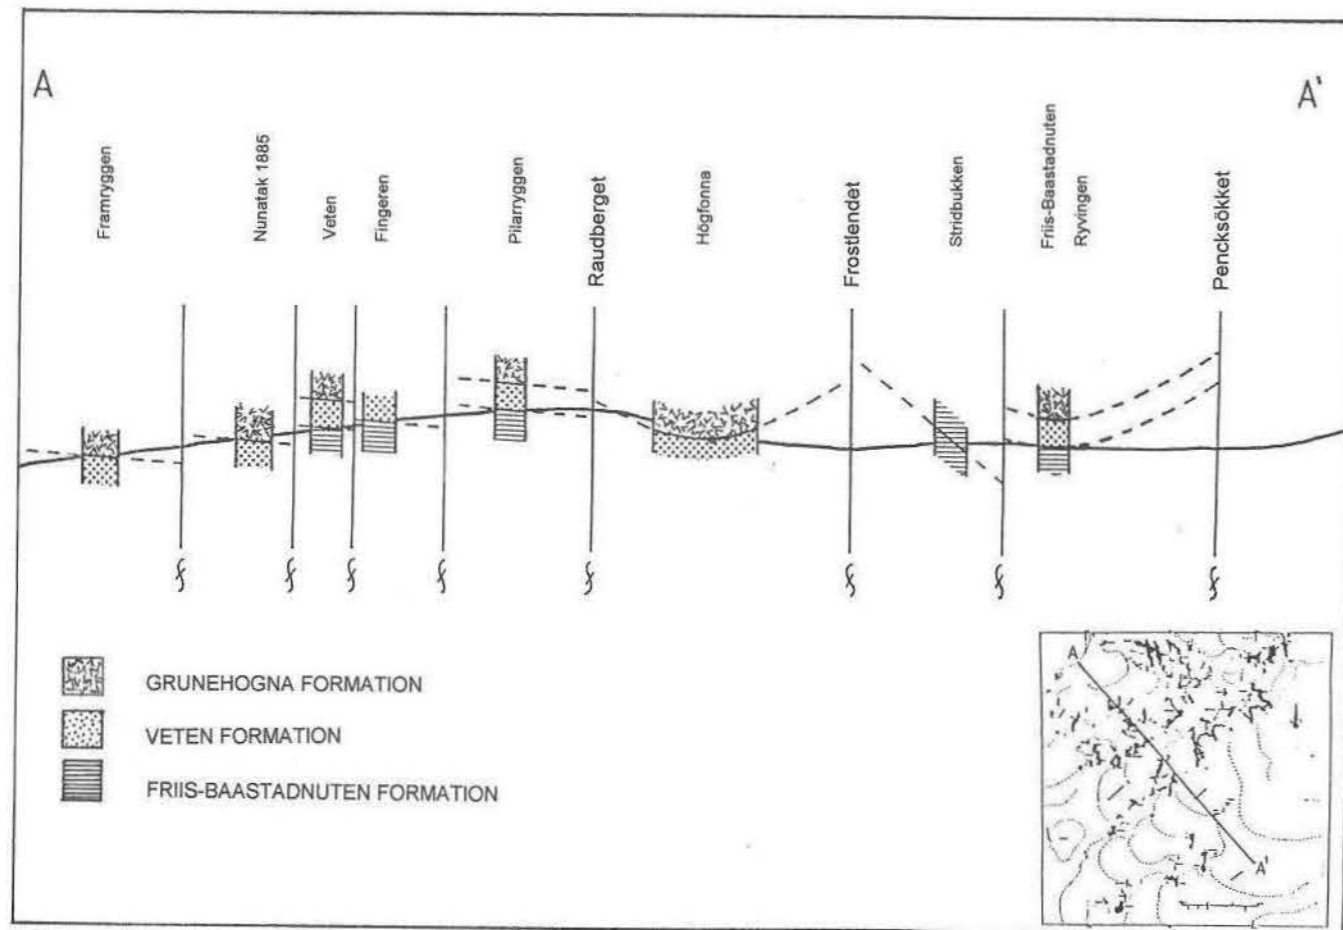 A
A'
Framryggen
Nunatak 1885
Veten
Fingeren
Pilarryggen
Raudberget
Högfonna
Frostlendet
Stridbukken
Friis-Baastadnuten
Ryvingen
Pencksökket
GRUNEHOGNA FORMATION
VETEN FORMATION
FRIIS-BAASTADNUTEN FORMATION
A
A'